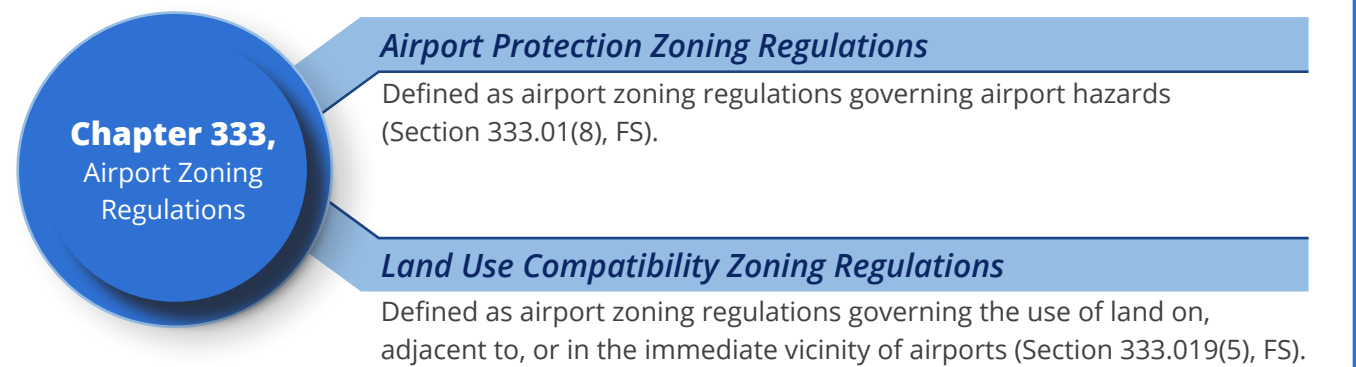 Chapter 333,
Airport Zoning
Regulations
Airport Protection Zoning Regulations
Defined as airport zoning regulations governing airport hazards
(Section 333.01(8), FS).
Land Use Compatibility Zoning Regulations
Defined as airport zoning regulations governing the use of land on,
adjacent to, or in the immediate vicinity of airports (Section 333.019(5), FS).